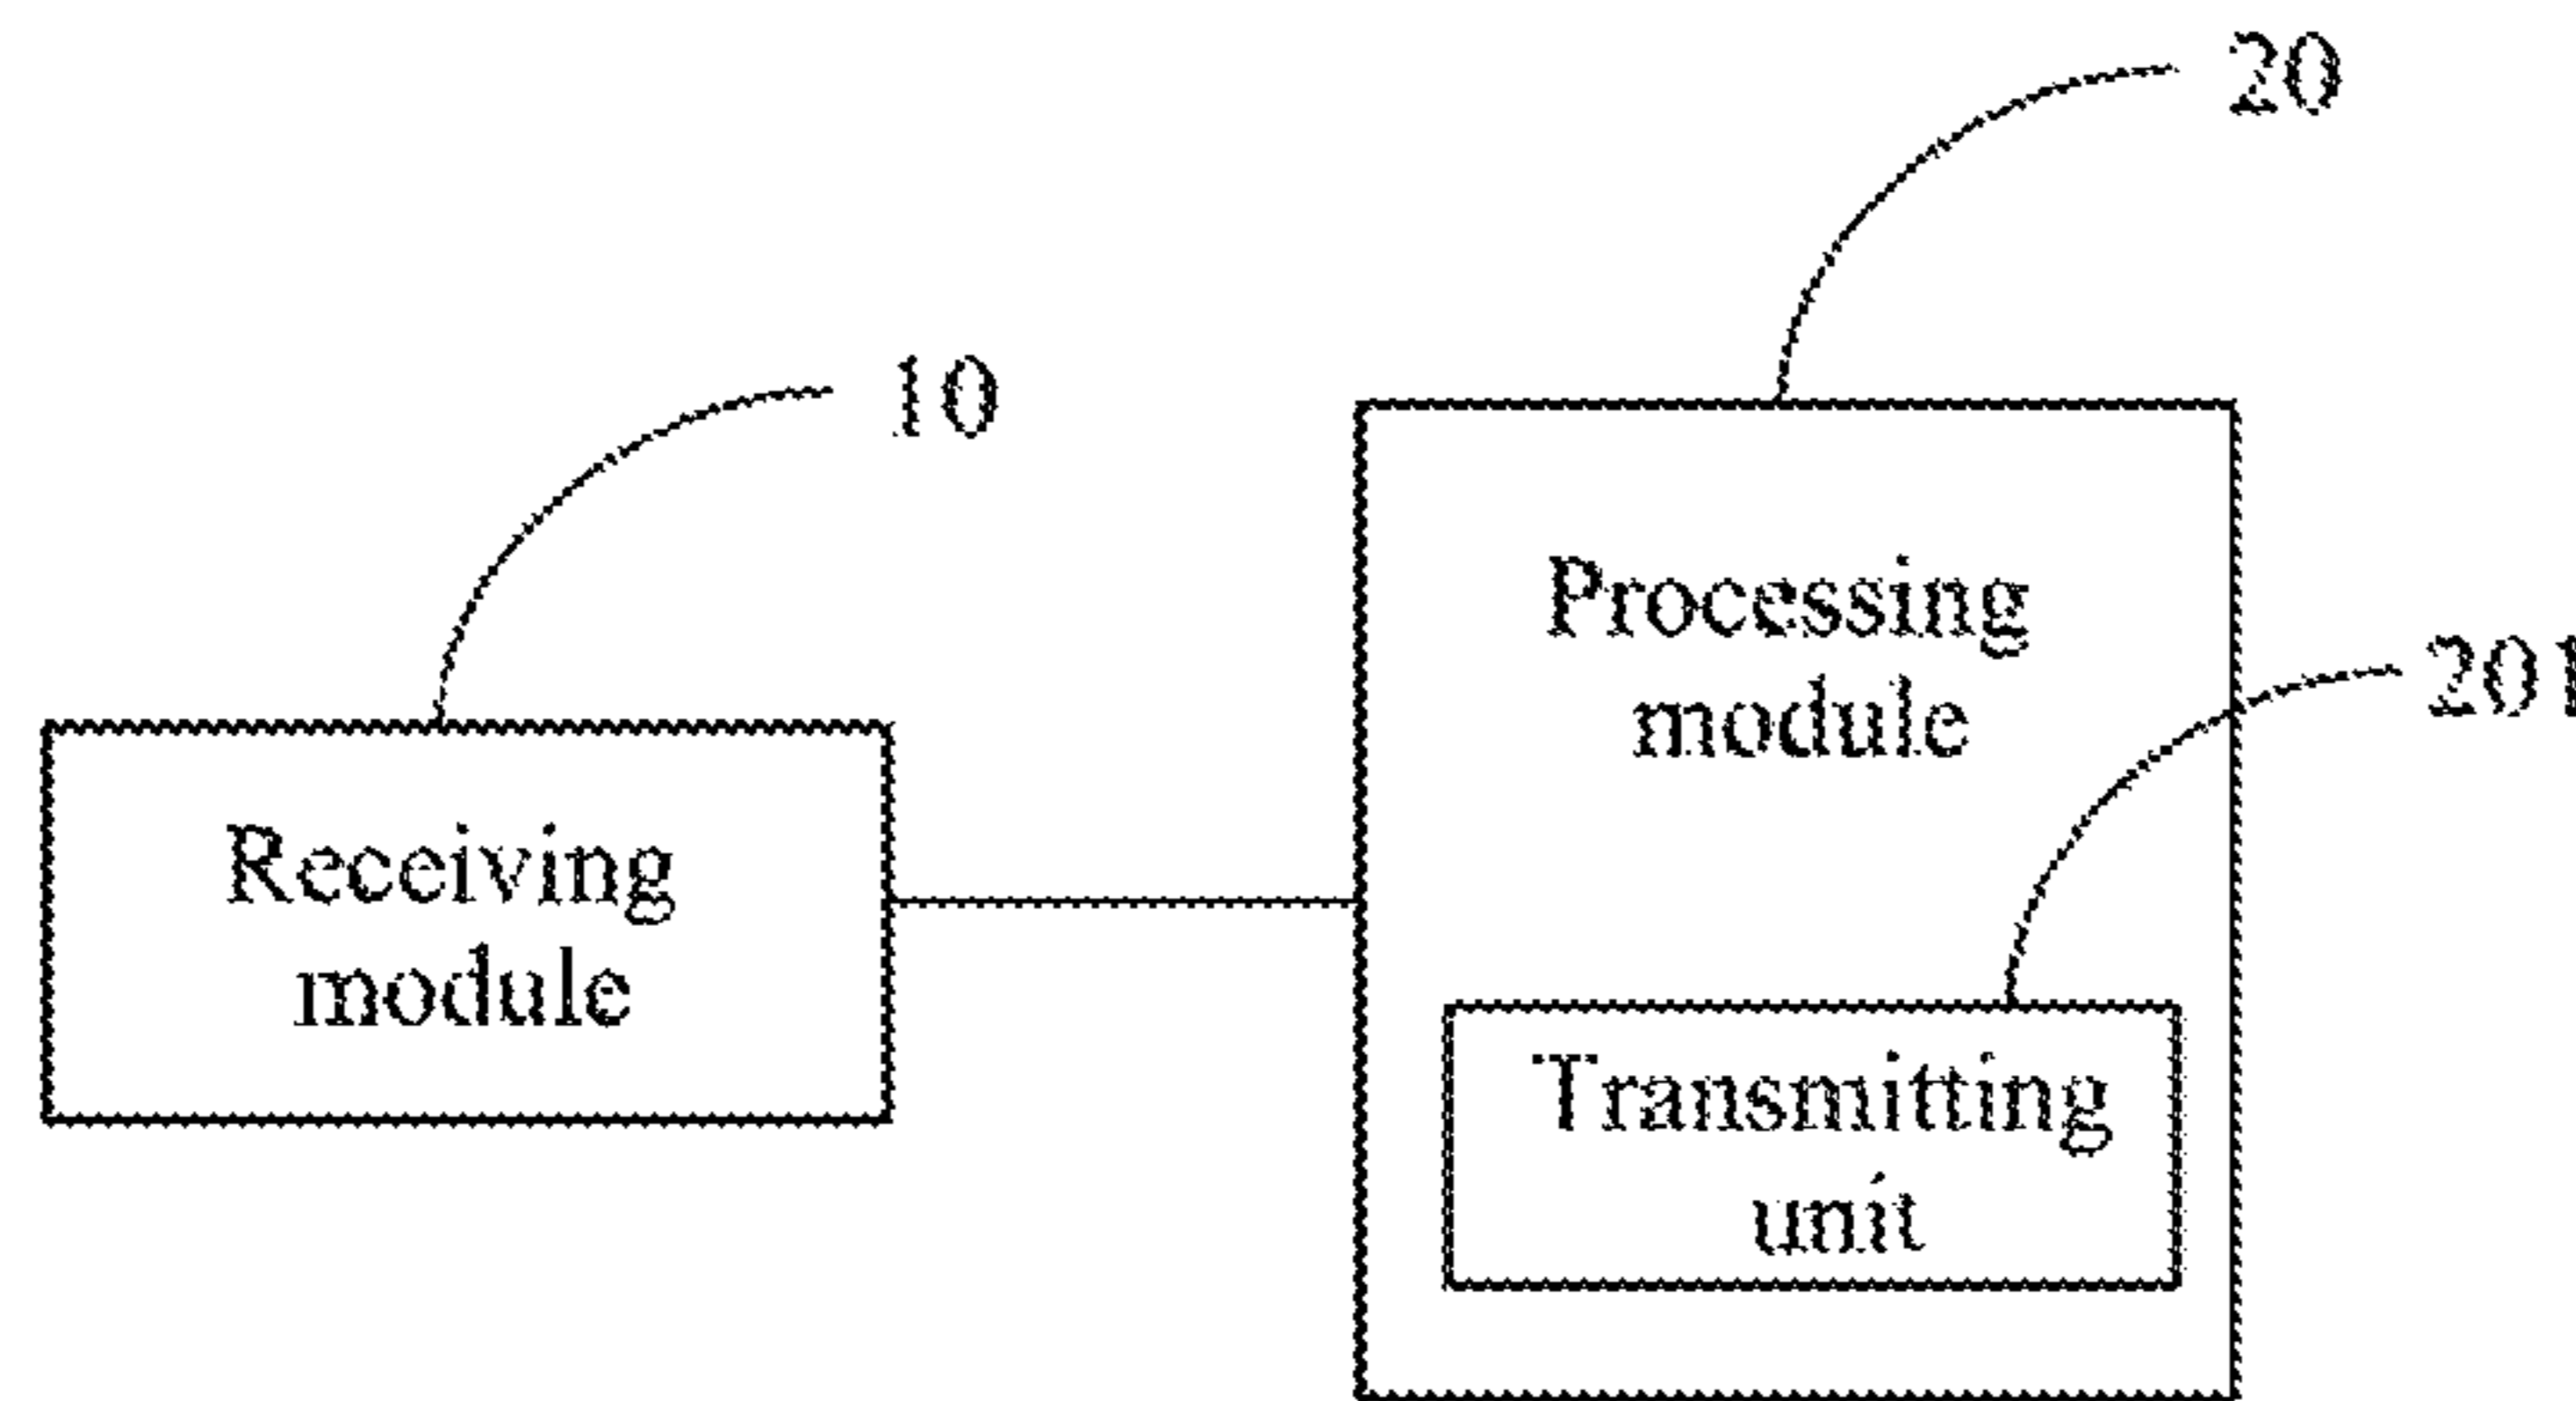 20
10
Processing
module
201
Receiving
module
Transmitting
unit